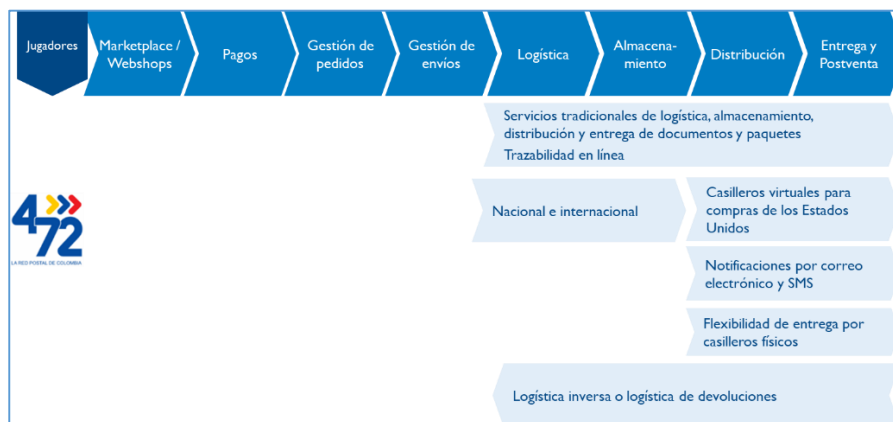 Jugadores
Marketplace /
Webshops
Pagos
Gestión de
pedidos
Gestión de
envíos
Logística
Almacena-
miento
Distribución
Entrega y
Postventa
Servicios tradicionales de logística, almacenamiento,
distribución y entrega de documentos y paquetes
Trazabilidad en línea
472
LA RED POSTAL DE COLOMBIA
Nacional e internacional
Casilleros virtuales para
compras de los Estados
Unidos
Notificaciones por correo
electrónico y SMS
Flexibilidad de entrega por
casilleros físicos
Logística inversa o logística de devoluciones